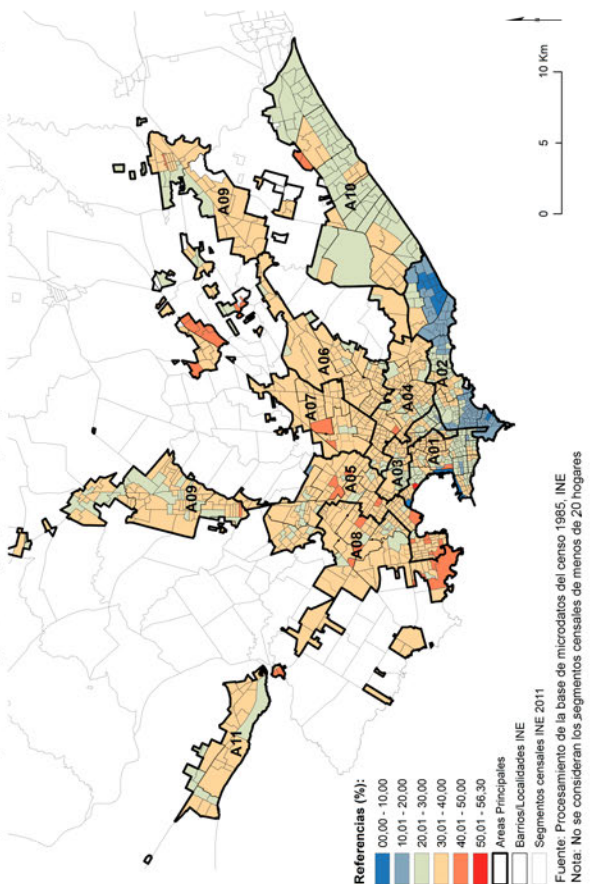 A11
A09
A09
A08
A05
A07
A06
A03
A04
A01
A02
A10
0 5 10 Km
Referencias (%):
00,00 - 10,00
10,01 - 20,00
20,01 - 30,00
30,01 - 40,00
40,01 - 50,00
50,01 - 56,30
Areas Principales
Barrios/Localidades INE
Segmentos censales INE 2011
Fuente: Procesamiento de la base de microdatos del censo 1985, INE
Nota: No se consideran los segmentos censales de menos de 20 hogares